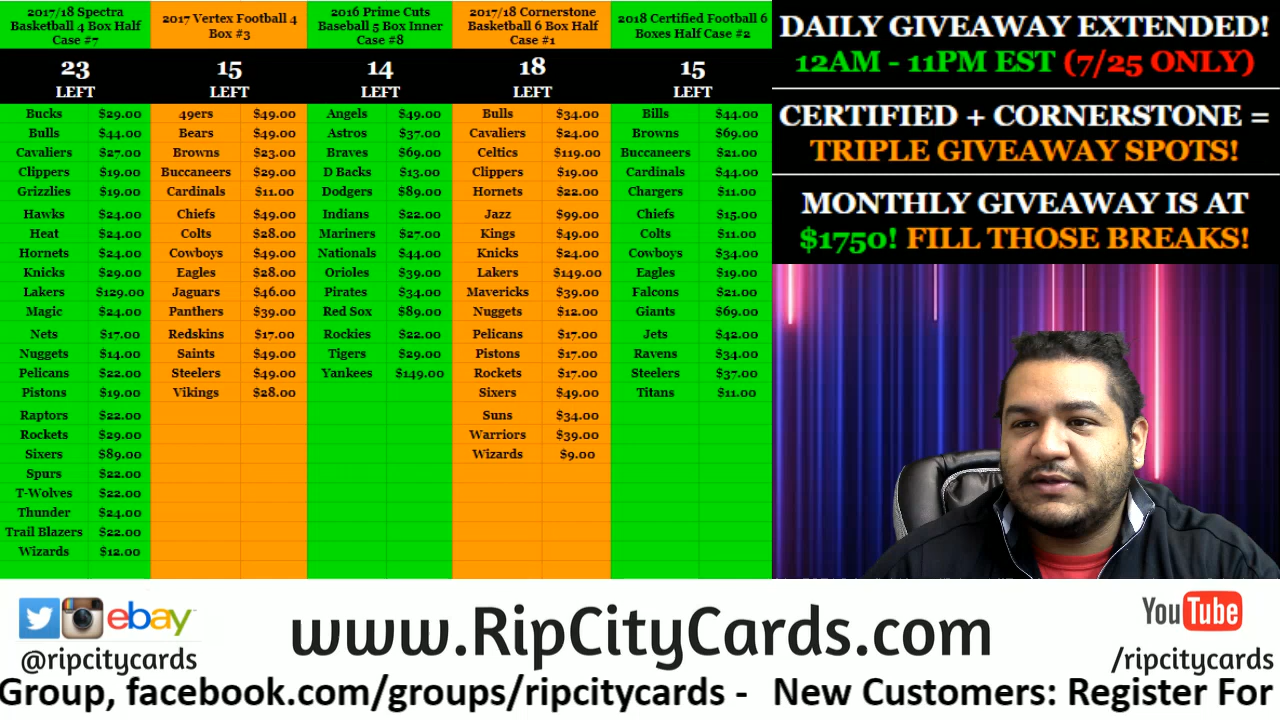 2017/18 Spectra
Basketball 4 Box Half
Case #7
23
LEFT
Bucks $29.00
Bulls $44.00
Cavaliers $27.00
Clippers $19.00
Grizzlies $19.00
Hawks $24.00
Heat $24.00
Hornets $24.00
Knicks $29.00
Lakers $129.00
Magic $24.00
Nets $17.00
Nuggets $14.00
Pelicans $22.00
Pistons $19.00
Raptors $22.00
Rockets $29.00
Sixers $89.00
Spurs $22.00
T-Wolves $22.00
Thunder $24.00
Trail Blazers $22.00
Wizards $12.00
2017 Vertex Football 4
Box #3
15
LEFT
49ers $49.00
Bears $49.00
Browns $23.00
Buccaneers $29.00
Cardinals $11.00
Chiefs $49.00
Colts $28.00
Cowboys $49.00
Eagles $28.00
Jaguars $46.00
Panthers $39.00
Redskins $17.00
Saints $49.00
Steelers $49.00
Vikings $28.00
2016 Prime Cuts
Baseball 5 Box Inner
Case #8
14
LEFT
Angels $49.00
Astros $37.00
Braves $69.00
D Backs $13.00
Dodgers $89.00
Indians $22.00
Mariners $27.00
Nationals $44.00
Orioles $39.00
Pirates $34.00
Red Sox $89.00
Rockies $22.00
Tigers $29.00
Yankees $149.00
2017/18 Cornerstone
Basketball 6 Box Half
Case #1
18
LEFT
Bulls $34.00
Cavaliers $24.00
Celtics $119.00
Clippers $19.00
Hornets $22.00
Jazz $99.00
Kings $49.00
Knicks $24.00
Lakers $149.00
Mavericks $39.00
Nuggets $12.00
Pelicans $17.00
Pistons $17.00
Rockets $17.00
Sixers $49.00
Suns $34.00
Warriors $39.00
Wizards $9.00
2018 Certified Football 6
Boxes Half Case #2
15
LEFT
Bills $44.00
Browns $69.00
Buccaneers $21.00
Cardinals $44.00
Chargers $11.00
Chiefs $15.00
Colts $11.00
Cowboys $34.00
Eagles $19.00
Falcons $21.00
Giants $69.00
Jets $42.00
Ravens $34.00
Steelers $37.00
Titans $11.00
DAILY GIVEAWAY EXTENDED!
12AM - 11PM EST (7/25 ONLY)
CERTIFIED + CORNERSTONE =
TRIPLE GIVEAWAY SPOTS!
MONTHLY GIVEAWAY IS AT
$1750! FILL THOSE BREAKS!
ebay
@ripcitycards
www.RipCityCards.com
YouTube
/ripcitycards
Group, facebook.com/groups/ripcitycards - New Customers: Register For